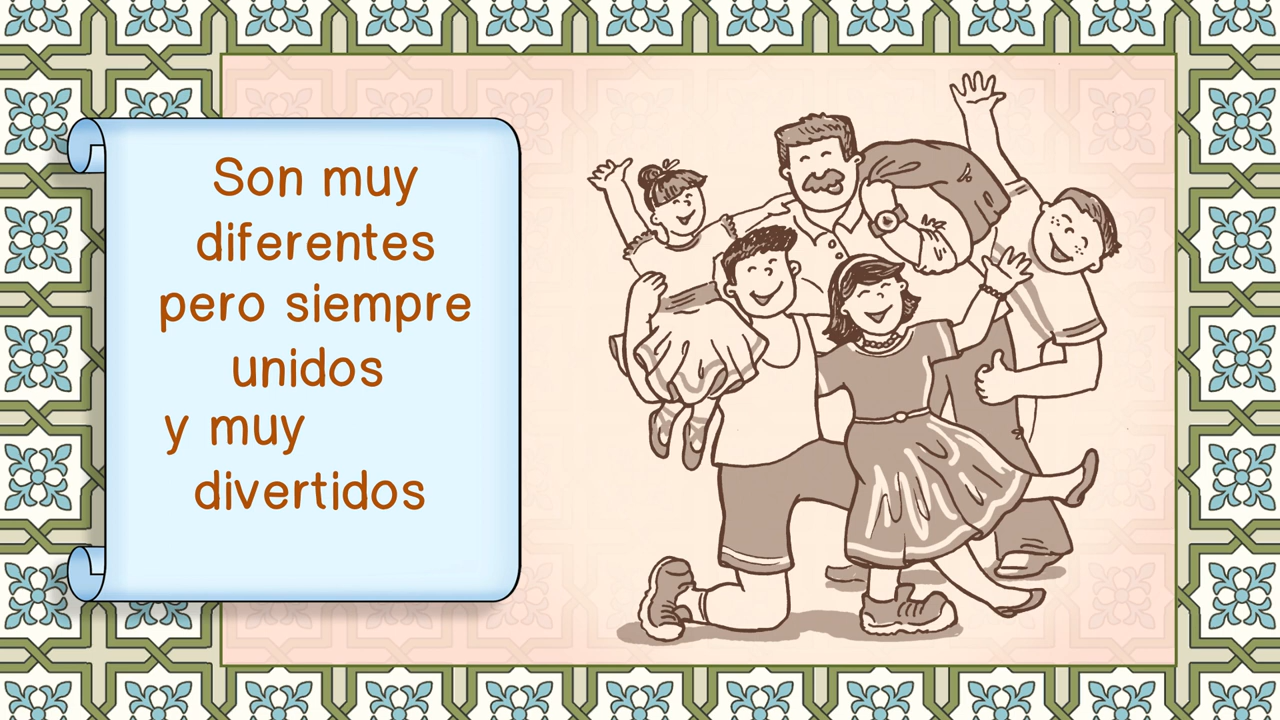 Son muy
diferentes
pero siempre
unidos
y muy
divertidos